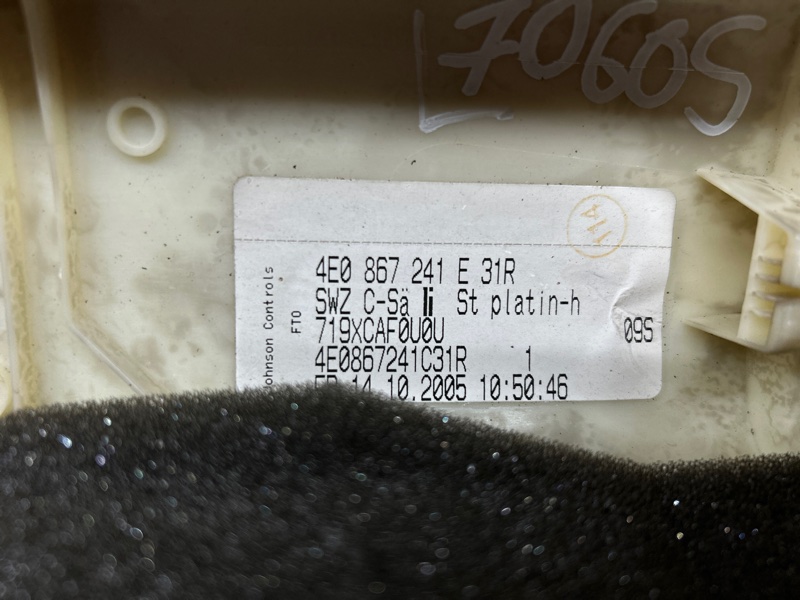 L7060S
114
4E0 867 241 E 31R
SWZ C-Sä li St platin-h
719XCAF0U0U 09S
4E0867241C31R 1
FR 14.10.2005 10:50:46
Johnson Controls
FTO